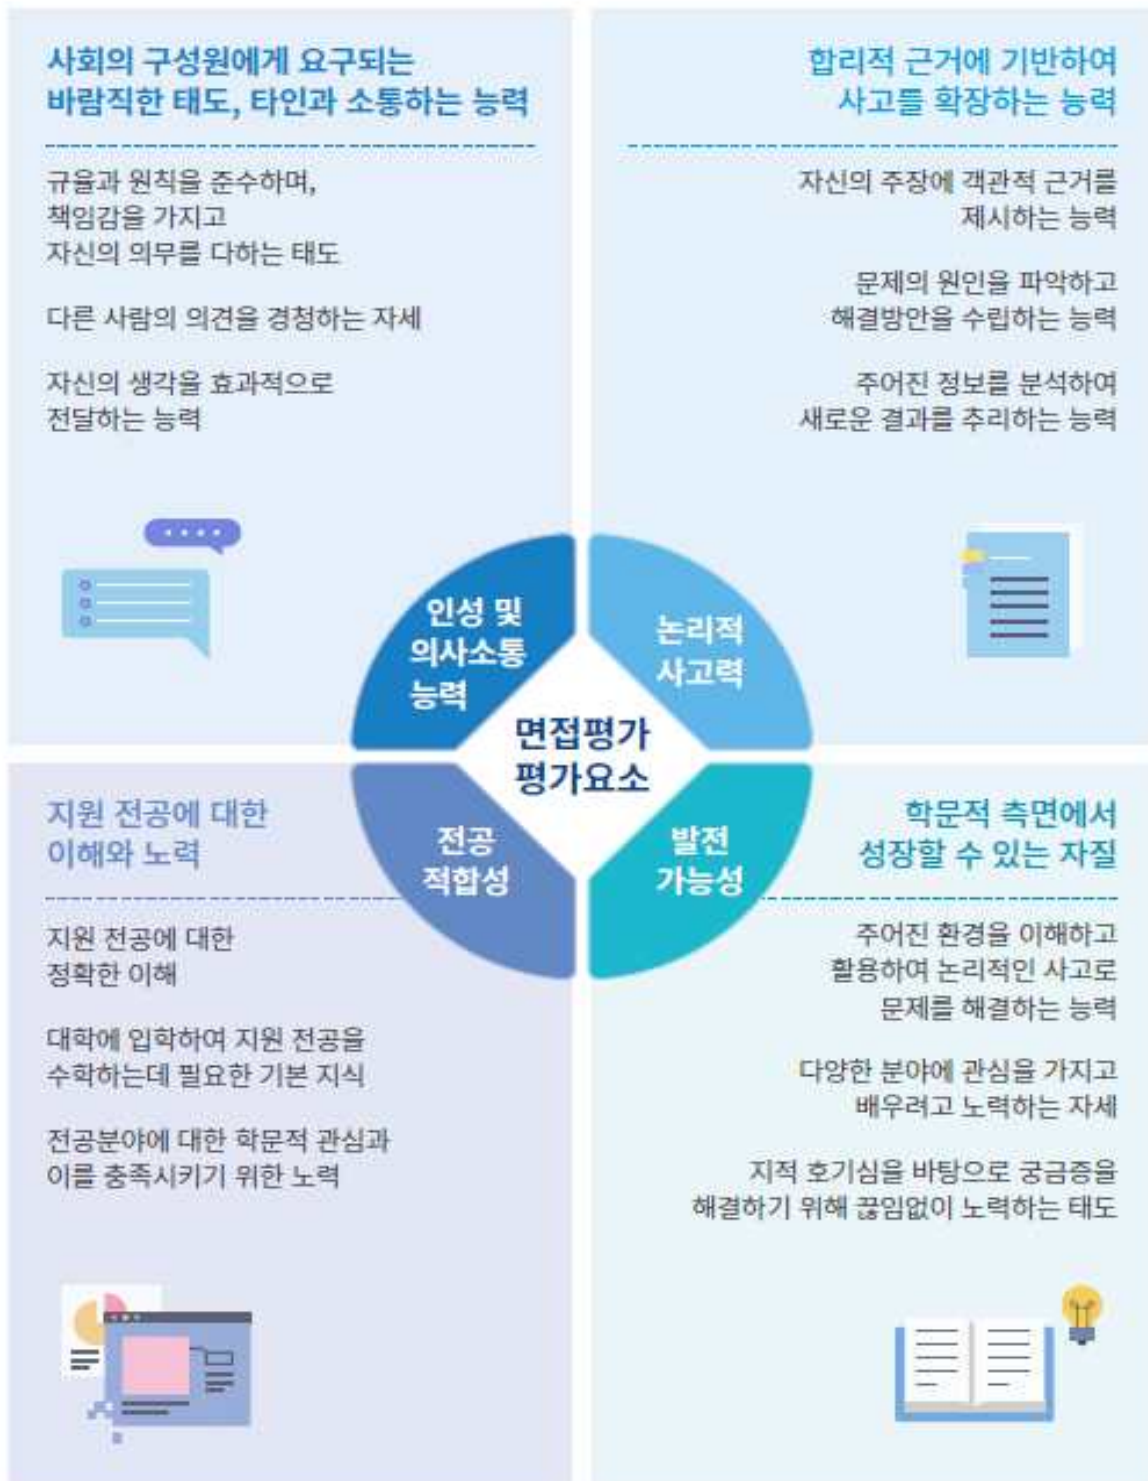 사회의 구성원에게 요구되는
바람직한 태도, 타인과 소통하는 능력
규율과 원칙을 준수하며,
책임감을 가지고
자신의 의무를 다하는 태도
다른 사람의 의견을 경청하는 자세
자신의 생각을 효과적으로
전달하는 능력
합리적 근거에 기반하여
사고를 확장하는 능력
자신의 주장에 객관적 근거를
제시하는 능력
문제의 원인을 파악하고
해결방안을 수립하는 능력
주어진 정보를 분석하여
새로운 결과를 추리하는 능력
인성 및
의사소통
능력
논리적
사고력
면접평가
평가요소
전공
적합성
발전
가능성
지원 전공에 대한
이해와 노력
지원 전공에 대한
정확한 이해
대학에 입학하여 지원 전공을
수학하는데 필요한 기본 지식
전공분야에 대한 학문적 관심과
이를 충족시키기 위한 노력
학문적 측면에서
성장할 수 있는 자질
주어진 환경을 이해하고
활용하여 논리적인 사고로
문제를 해결하는 능력
다양한 분야에 관심을 가지고
배우려고 노력하는 자세
지적 호기심을 바탕으로 궁금증을
해결하기 위해 끊임없이 노력하는 태도